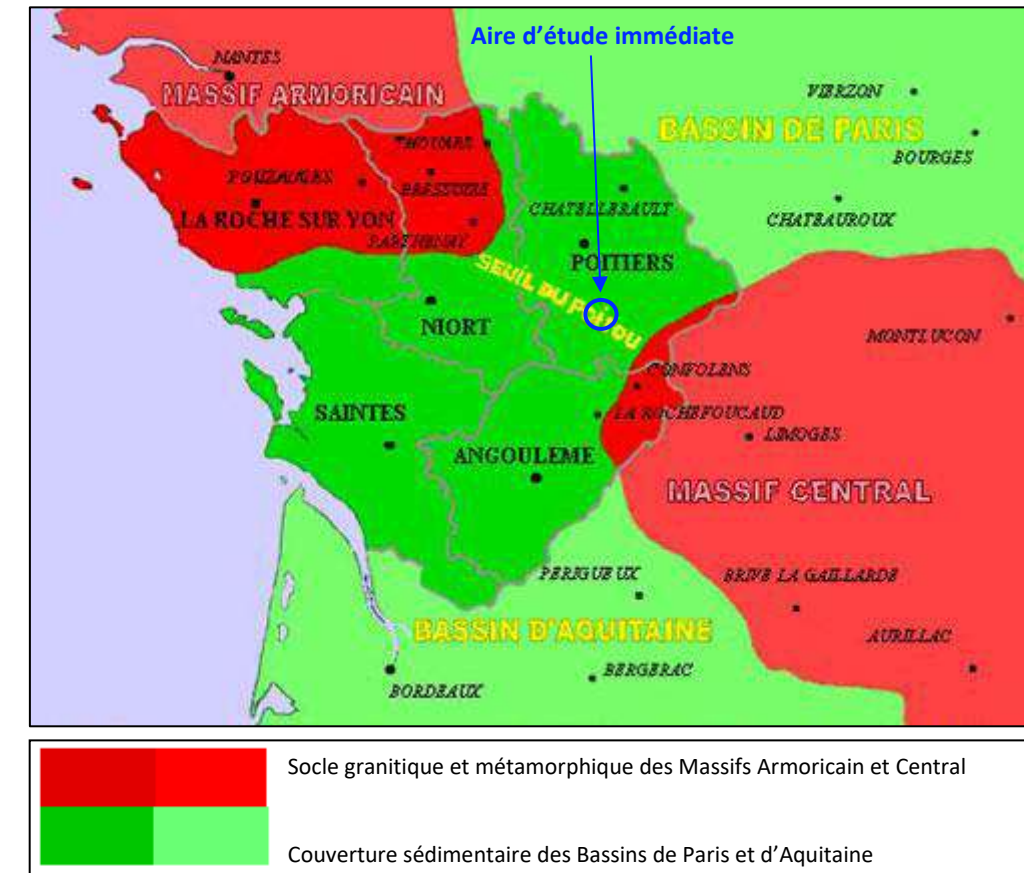 Aire d'étude immédiate
NANTES
MASSIF ARMORICAIN
VIERZON
BASSIN DE PARIS
BOURGES
THOUARS
POUZAUGES
BRESSUIRE
CHATELLERAULT
CHATEAUROUX
LA ROCHE SUR YON
PARTHENAY
POITIERS
SEUIL DU POITOU
NIORT
MONTLUCON
CONFOLENS
SAINTES
LA ROCHEFOUCAUD
LIMOGES
ANGOULEME
MASSIF CENTRAL
PERIGUEUX
BRIVE LA GAILLARDE
BASSIN D'AQUITAINE
AURILLAC
BERGERAC
BORDEAUX
Socle granitique et métamorphique des Massifs Armoricain et Central
Couverture sédimentaire des Bassins de Paris et d'Aquitaine